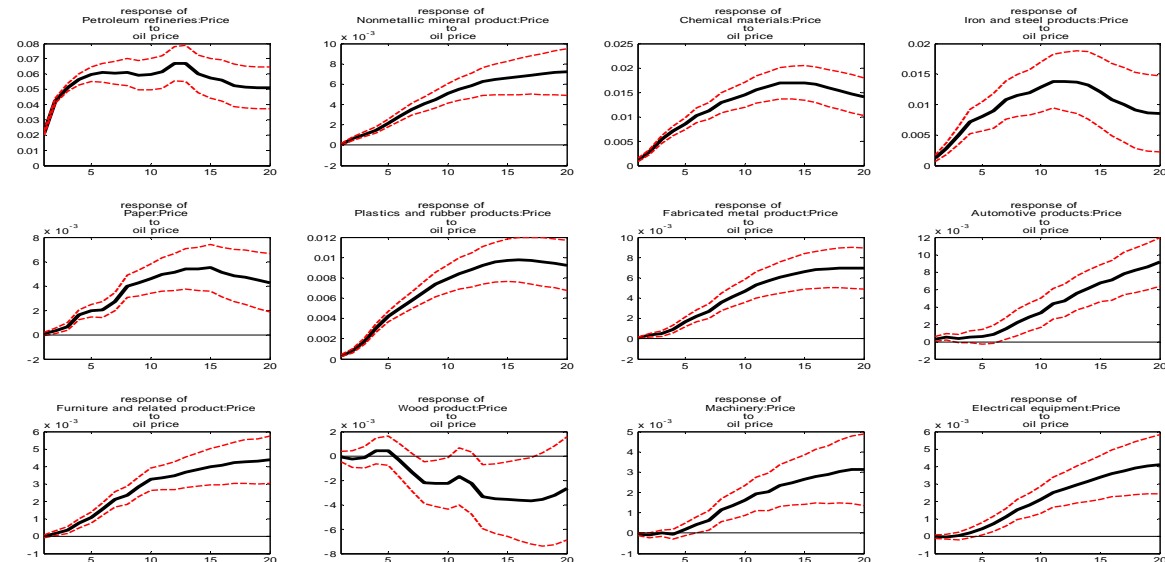 response of
Petroleum refineries:Price
to
oil price
0.08
0.07
0.06
0.05
0.04
0.03
0.02
0.01
0
5
10
15
20
response of
Nonmetallic mineral product:Price
to
oil price
x 10^-3
10
8
6
4
2
0
-2
5
10
15
20
response of
Chemical materials:Price
to
oil price
0.025
0.02
0.015
0.01
0.005
0
5
10
15
20
response of
Iron and steel products:Price
to
oil price
0.02
0.015
0.01
0.005
0
5
10
15
20
response of
Paper:Price
to
oil price
x 10^-3
8
6
4
2
0
-2
5
10
15
20
response of
Plastics and rubber products:Price
to
oil price
0.012
0.01
0.008
0.006
0.004
0.002
0
5
10
15
20
response of
Fabricated metal product:Price
to
oil price
x 10^-3
10
8
6
4
2
0
-2
5
10
15
20
response of
Automotive products:Price
to
oil price
x 10^-3
12
10
8
6
4
2
0
-2
5
10
15
20
response of
Furniture and related product:Price
to
oil price
x 10^-3
6
5
4
3
2
1
0
-1
5
10
15
20
response of
Wood product:Price
to
oil price
x 10^-3
2
0
-2
-4
-6
-8
5
10
15
20
response of
Machinery:Price
to
oil price
x 10^-3
5
4
3
2
1
0
-1
5
10
15
20
response of
Electrical equipment:Price
to
oil price
x 10^-3
6
5
4
3
2
1
0
-1
5
10
15
20